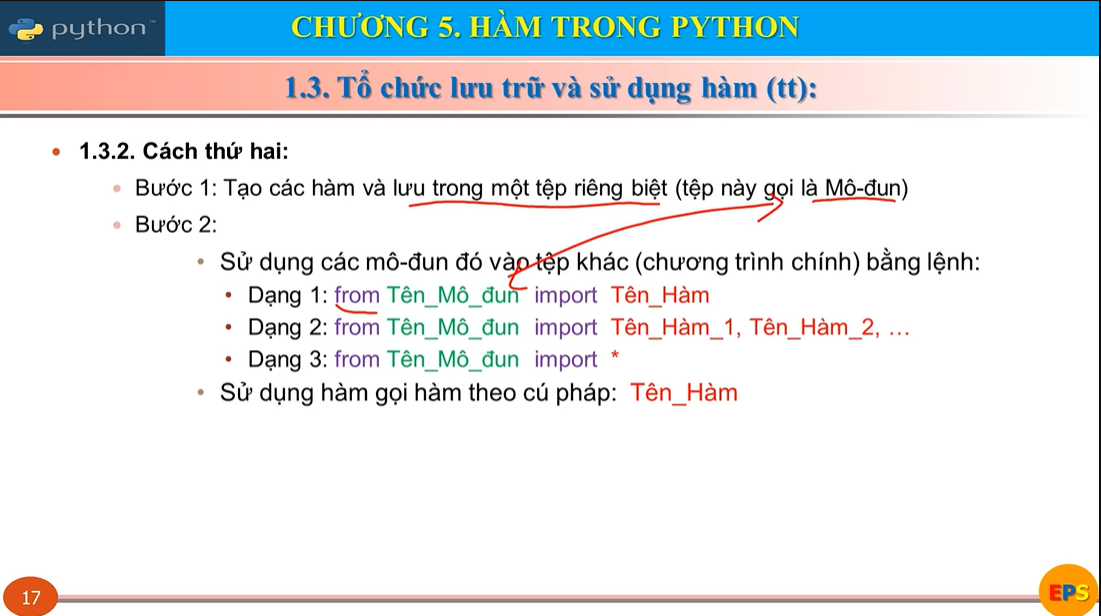 python™
CHƯƠNG 5. HÀM TRONG PYTHON
1.3. Tổ chức lưu trữ và sử dụng hàm (tt):
• 1.3.2. Cách thứ hai:
• Bước 1: Tạo các hàm và lưu trong một tệp riêng biệt (tệp này gọi là Mô-đun)
• Bước 2:
• Sử dụng các mô-đun đó vào tệp khác (chương trình chính) bằng lệnh:
• Dạng 1: from Tên_Mô_đun import Tên_Hàm
• Dạng 2: from Tên_Mô_đun import Tên_Hàm_1, Tên_Hàm_2, …
• Dạng 3: from Tên_Mô_đun import *
• Sử dụng hàm gọi hàm theo cú pháp: Tên_Hàm
17
EPS